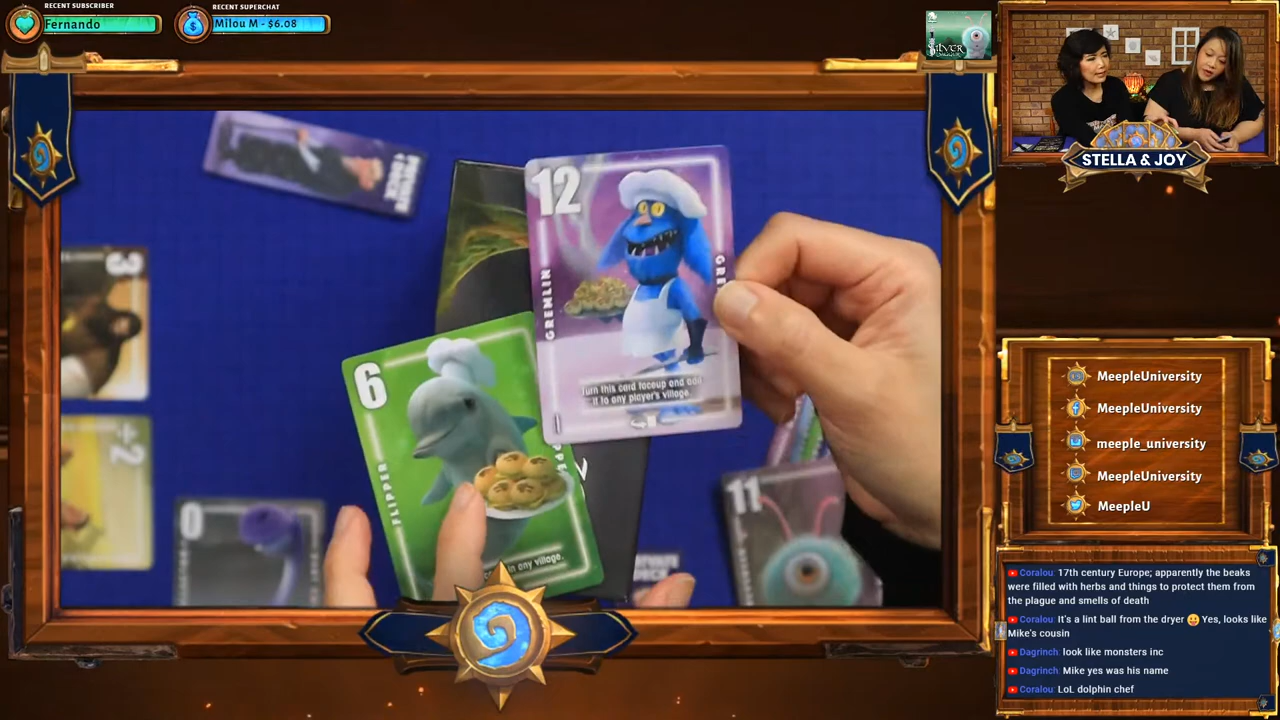 RECENT SUBSCRIBER
Fernando
RECENT SUPERCHAT
Milou M - $6.08
SILVER
STELLA & JOY
12
GREMLIN
Turn this card faceup and add
it to any player's village.
6
FLIPPER
in any village.
3
+2
0
11
MeepleUniversity
MeepleUniversity
meeple_university
MeepleUniversity
MeepleU
Coralou: 17th century Europe; apparently the beaks
were filled with herbs and things to protect them from
the plague and smells of death
Coralou: It's a lint ball from the dryer 😛 Yes, looks like
Mike's cousin
Dagrinch: look like monsters inc
Dagrinch: Mike yes was his name
Coralou: LoL dolphin chef